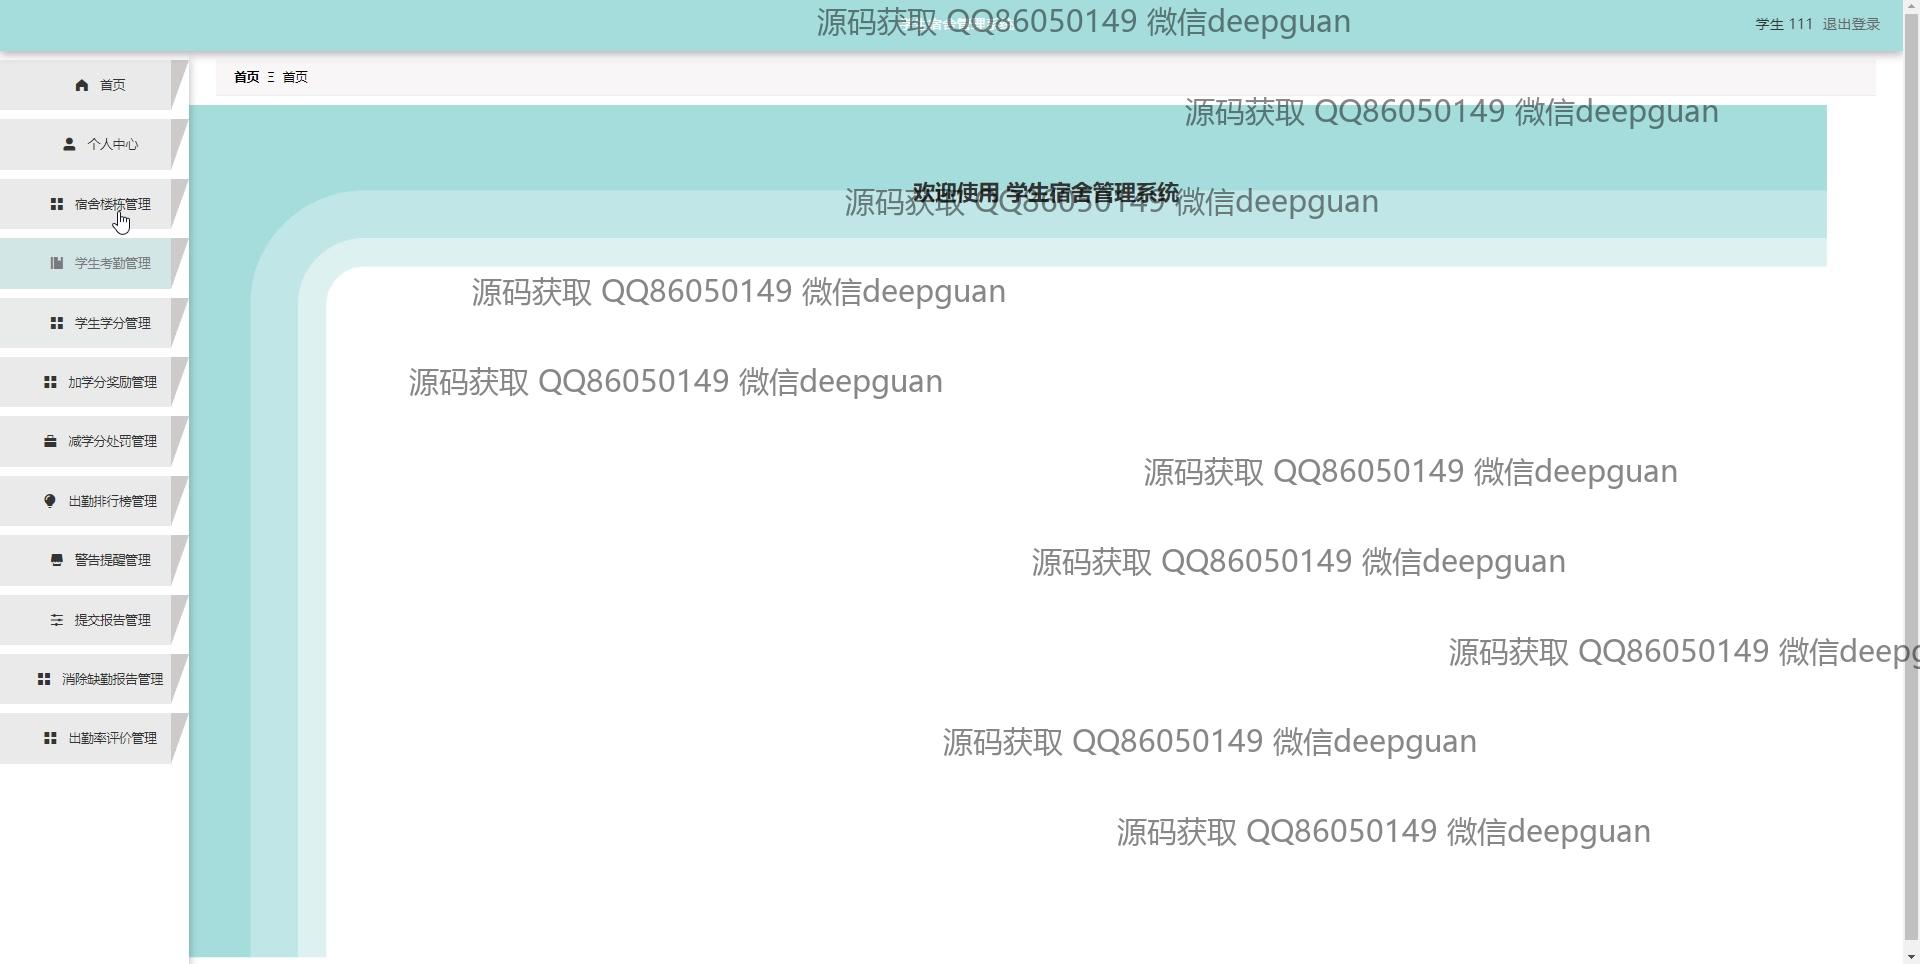 学生宿舍管理系统
源码获取 QQ86050149 微信deepguan
学生 111 退出登录
首页 Ξ 首页
首页
个人中心
宿舍楼栋管理
学生考勤管理
学生学分管理
加学分奖励管理
减学分处罚管理
出勤排行榜管理
警告提醒管理
提交报告管理
消除缺勤报告管理
出勤率评价管理
源码获取 QQ86050149 微信deepguan
欢迎使用 学生宿舍管理系统
源码获取 QQ86050149 微信deepguan
源码获取 QQ86050149 微信deepguan
源码获取 QQ86050149 微信deepguan
源码获取 QQ86050149 微信deepguan
源码获取 QQ86050149 微信deepguan
源码获取 QQ86050149 微信deepg
源码获取 QQ86050149 微信deepguan
源码获取 QQ86050149 微信deepguan